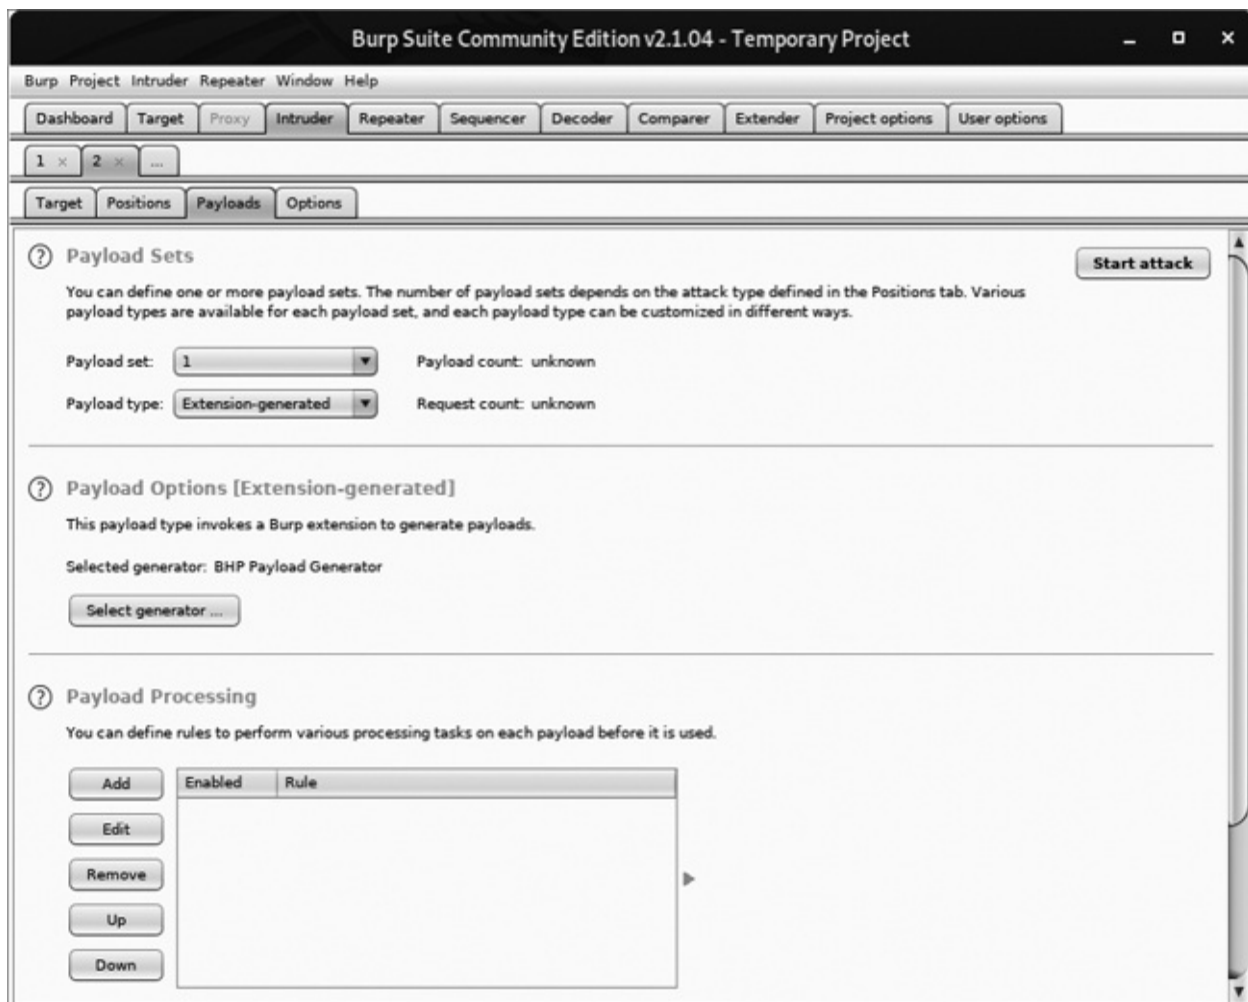 Burp Suite Community Edition v2.1.04 - Temporary Project
Burp Project Intruder Repeater Window Help
Dashboard Target Proxy Intruder Repeater Sequencer Decoder Comparer Extender Project options User options
1 × 2 × ...
Target Positions Payloads Options
? Payload Sets
Start attack
You can define one or more payload sets. The number of payload sets depends on the attack type defined in the Positions tab. Various
payload types are available for each payload set, and each payload type can be customized in different ways.
Payload set: 1 Payload count: unknown
Payload type: Extension-generated Request count: unknown
? Payload Options [Extension-generated]
This payload type invokes a Burp extension to generate payloads.
Selected generator: BHP Payload Generator
Select generator ...
? Payload Processing
You can define rules to perform various processing tasks on each payload before it is used.
Add Enabled Rule
Edit
Remove
Up
Down